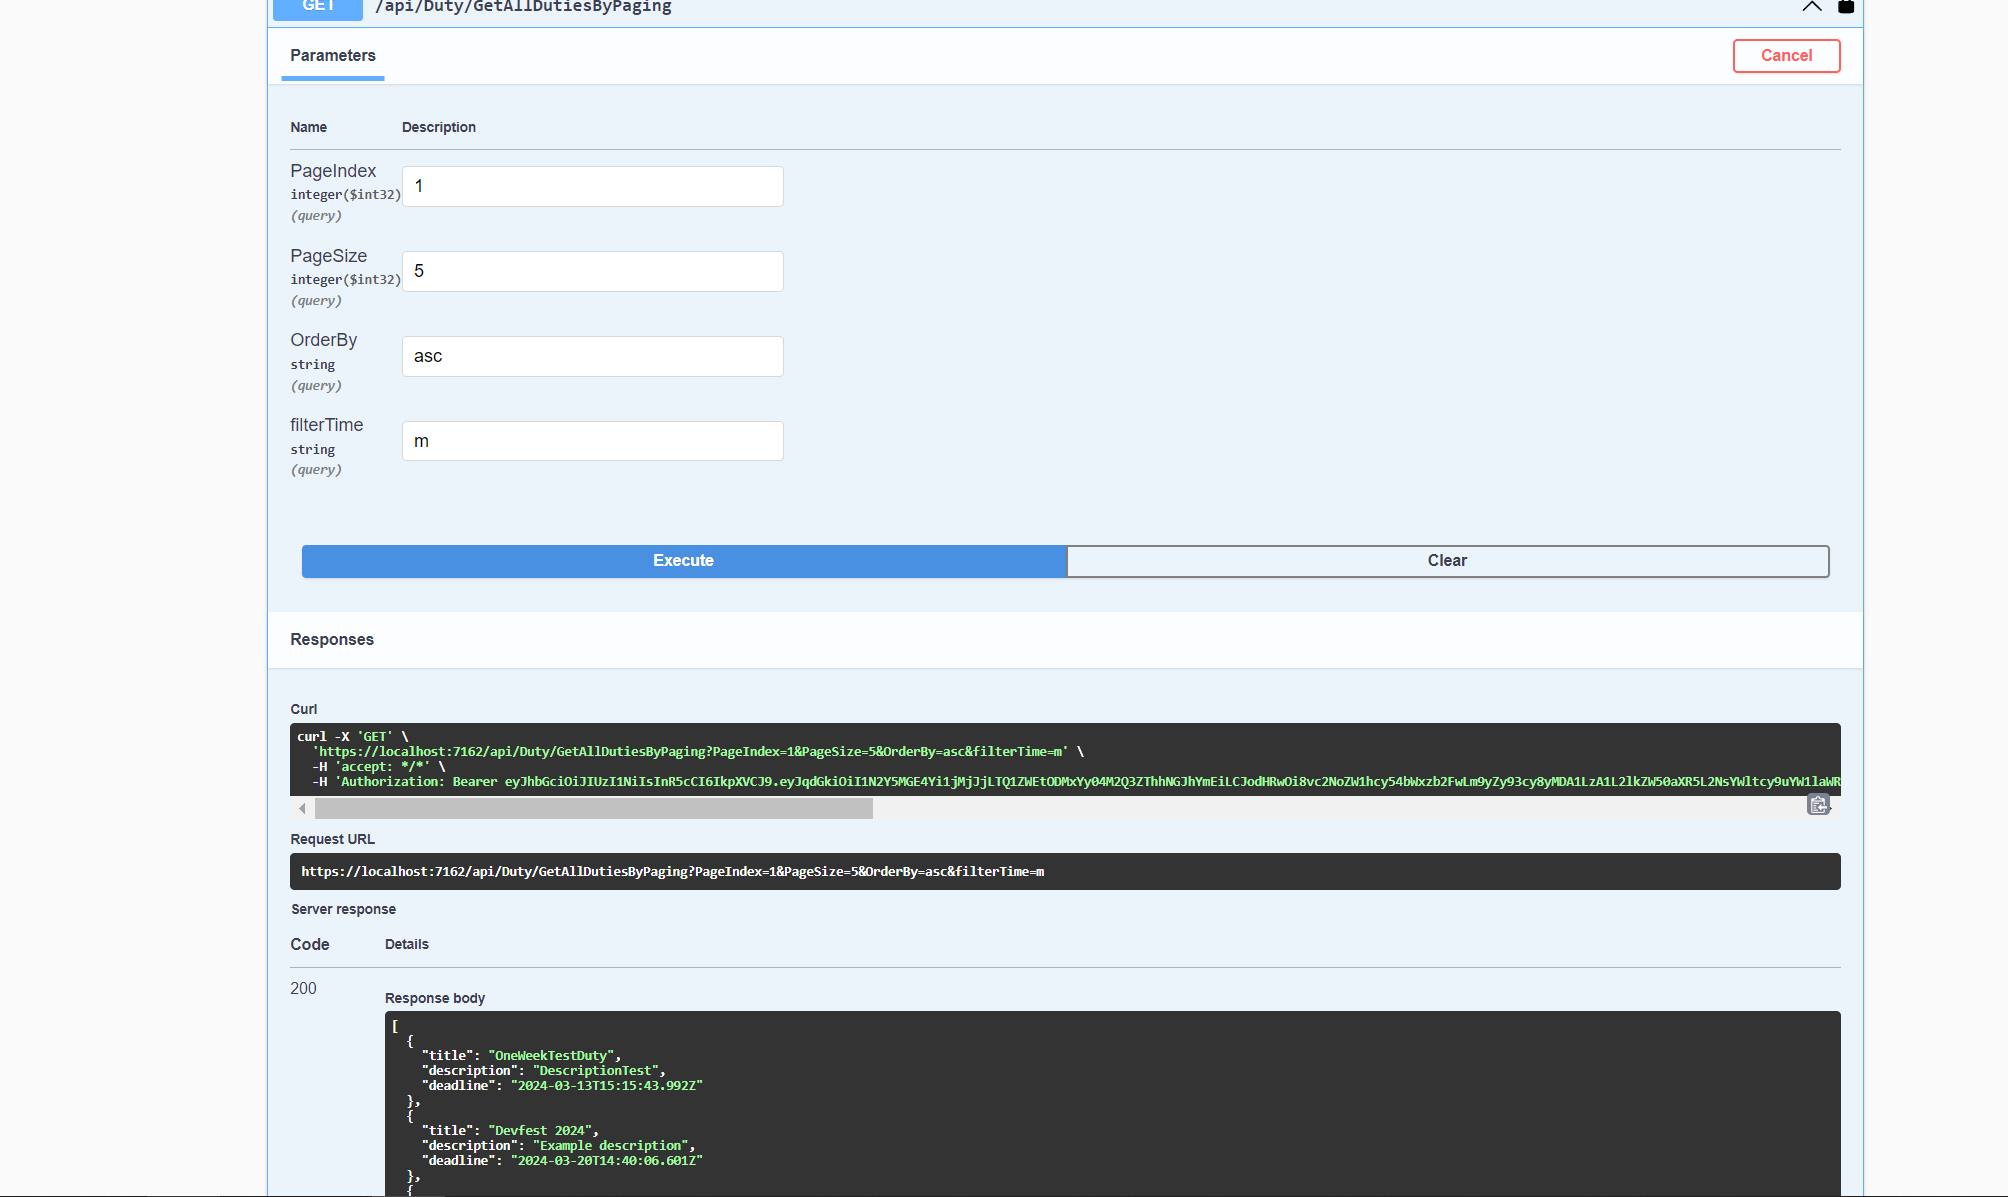 GET /api/Duty/GetAllDutiesByPaging
Parameters
Cancel
Name Description
PageIndex
integer($int32)
(query)
1
PageSize
integer($int32)
(query)
5
OrderBy
string
(query)
asc
filterTime
string
(query)
m
Execute
Clear
Responses
Curl
curl -X 'GET' \
'https://localhost:7162/api/Duty/GetAllDutiesByPaging?PageIndex=1&PageSize=5&OrderBy=asc&filterTime=m' \
-H 'accept: */*' \
-H 'Authorization: Bearer eyJhbGciOiJIUzI1NiIsInR5cCI6IkpXVCJ9.eyJqdGkiOiI1N2Y5MGE4Yi1jMjJjLTQ1ZWEtODMxYy04M2Q3ZThhNGJhYmEiLCJodHRwOi8vc2NoZW1hcy54bWxzb2FwLm9yZy93cy8yMDA1LzA1L2lkZW50aXR5L2NsYWltcy9uYW1laWR
Request URL
https://localhost:7162/api/Duty/GetAllDutiesByPaging?PageIndex=1&PageSize=5&OrderBy=asc&filterTime=m
Server response
Code Details
200
Response body
[
{
"title": "OneWeekTestDuty",
"description": "DescriptionTest",
"deadline": "2024-03-13T15:15:43.992Z"
},
{
"title": "Devfest 2024",
"description": "Example description",
"deadline": "2024-03-20T14:40:06.601Z"
},
{